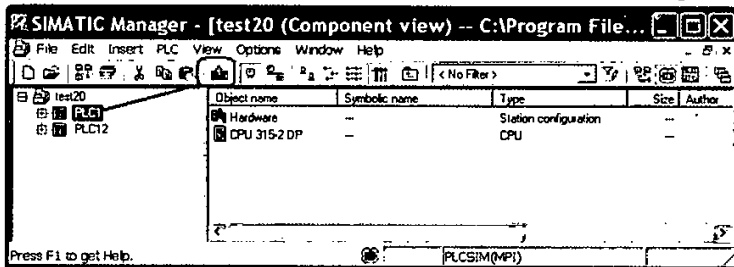 SIMATIC Manager - [test20 (Component view) -- C:\Program File...
File Edit Insert PLC View Options Window Help
< No Filter >
test20
PLC1
PLC12
Object name Symbolic name Type Size Author
Hardware --- Station configuration ---
CPU 315-2 DP --- CPU ---
Press F1 to get Help. PLCSIM(MPI)